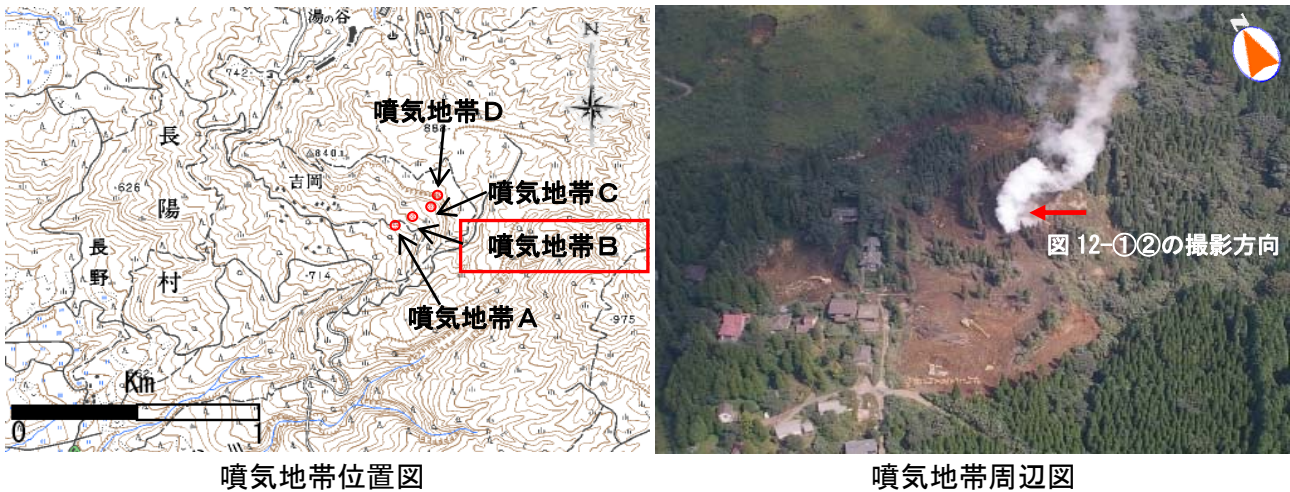 湯の谷
742
N
噴気地帯D
長
840
吉岡
626
噴気地帯C
陽
噴気地帯B
長
714
野
村
噴気地帯A
975
Km
0
1
図12-①②の撮影方向
噴気地帯位置図
噴気地帯周辺図